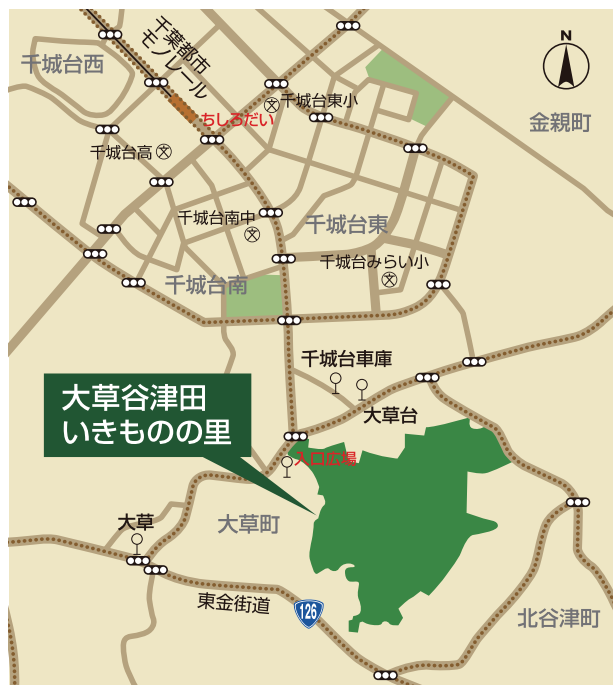 千城台西
千葉都市
モノレール
N
千城台東小
金親町
ちしろだい
千城台高
千城台南中
千城台東
千城台みらい小
千城台南
千城台車庫
大草谷津田
いきものの里
大草台
入口広場
大草
大草町
東金街道
126
北谷津町